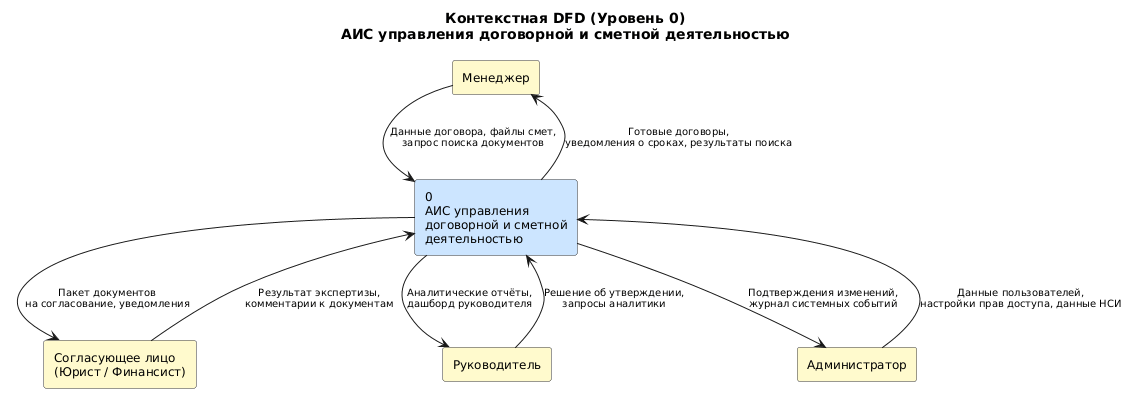 Контекстная DFD (Уровень 0)
АИС управления договорной и сметной деятельностью
Менеджер
Данные договора, файлы смет,
запрос поиска документов
Готовые договоры,
уведомления о сроках, результаты поиска
0
АИС управления
договорной и сметной
деятельностью
Пакет документов
на согласование, уведомления
Результат экспертизы,
комментарии к документам
Аналитические отчёты,
дашборд руководителя
Решение об утверждении,
запросы аналитики
Подтверждения изменений,
журнал системных событий
Данные пользователей,
настройки прав доступа, данные НСИ
Согласующее лицо
(Юрист / Финансист)
Руководитель
Администратор